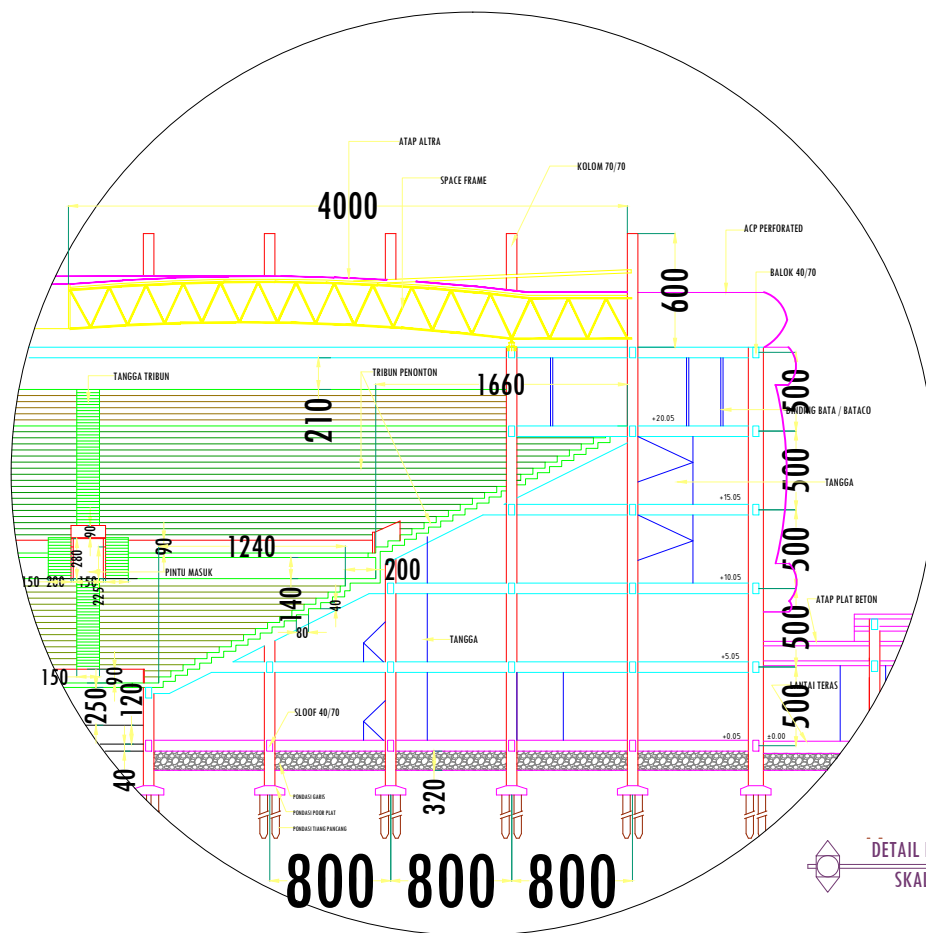 ATAP ALTRA
KOLOM 70/70
SPACE FRAME
4000
ACP PERFORATED
600
BALOK 40/70
TANGGA TRIBUN
TRIBUN PENONTON
1660
210
500
DINDING BATA / BATACO
+20.05
500
TANGGA
+15.05
90
90
1240
280
PINTU MASUK
200
500
150 200 150
225
+10.05
140
40
80
ATAP PLAT BETON
TANGGA
500
+5.05
150
90
LANTAI TERAS
250
120
SLOOF 40/70
500
+0.05
±0.00
40
320
PONDASI GARIS
PONDASI POOR PLAT
PONDASI TIANG PANCANG
800
800
800
DETAIL
SKAL